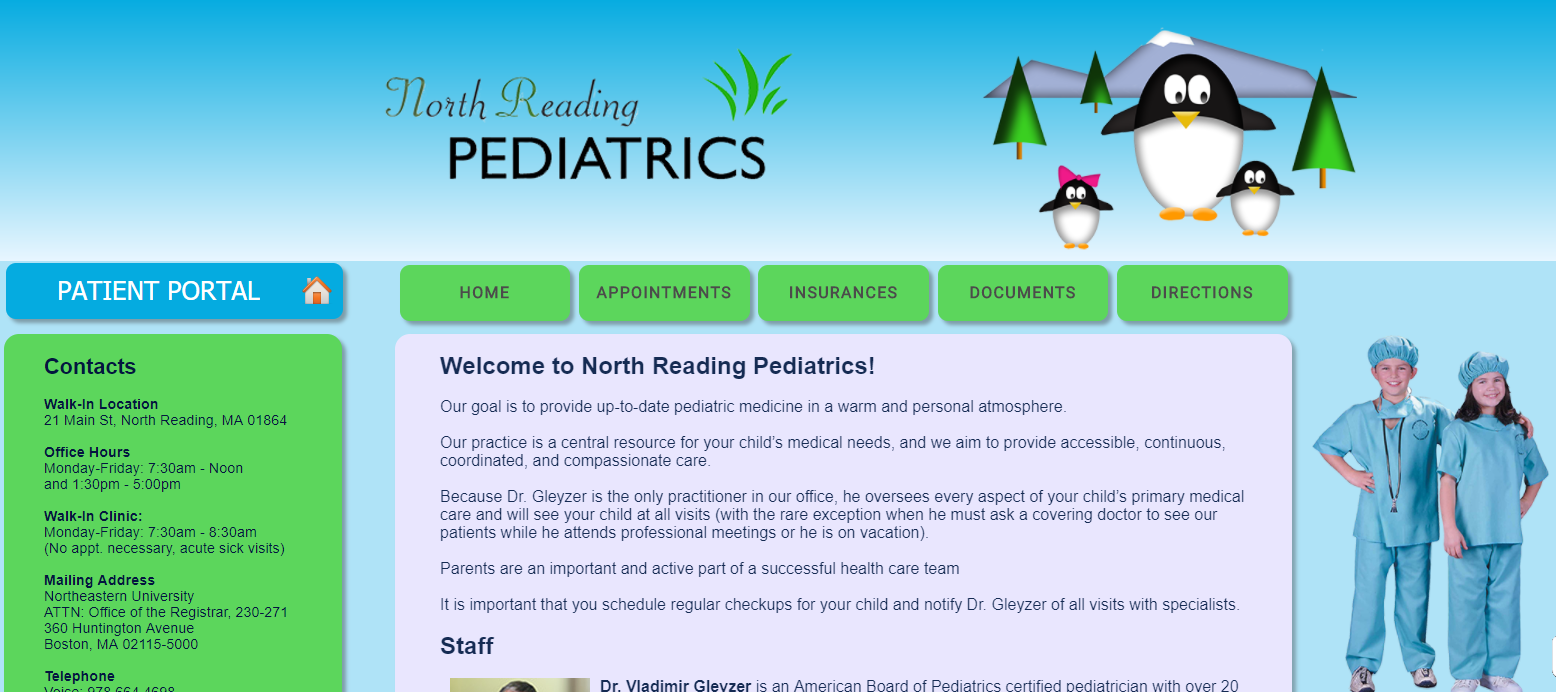 North Reading
PEDIATRICS
PATIENT PORTAL
HOME
APPOINTMENTS
INSURANCES
DOCUMENTS
DIRECTIONS
Contacts
Walk-In Location
21 Main St, North Reading, MA 01864
Office Hours
Monday-Friday: 7:30am - Noon
and 1:30pm - 5:00pm
Walk-In Clinic:
Monday-Friday: 7:30am - 8:30am
(No appt. necessary, acute sick visits)
Mailing Address
Northeastern University
ATTN: Office of the Registrar, 230-271
360 Huntington Avenue
Boston, MA 02115-5000
Telephone
Voice: 978.664.4698
Welcome to North Reading Pediatrics!
Our goal is to provide up-to-date pediatric medicine in a warm and personal atmosphere.
Our practice is a central resource for your child’s medical needs, and we aim to provide accessible, continuous,
coordinated, and compassionate care.
Because Dr. Gleyzer is the only practitioner in our office, he oversees every aspect of your child’s primary medical
care and will see your child at all visits (with the rare exception when he must ask a covering doctor to see our
patients while he attends professional meetings or he is on vacation).
Parents are an important and active part of a successful health care team
It is important that you schedule regular checkups for your child and notify Dr. Gleyzer of all visits with specialists.
Staff
Dr. Vladimir Gleyzer is an American Board of Pediatrics certified pediatrician with over 20